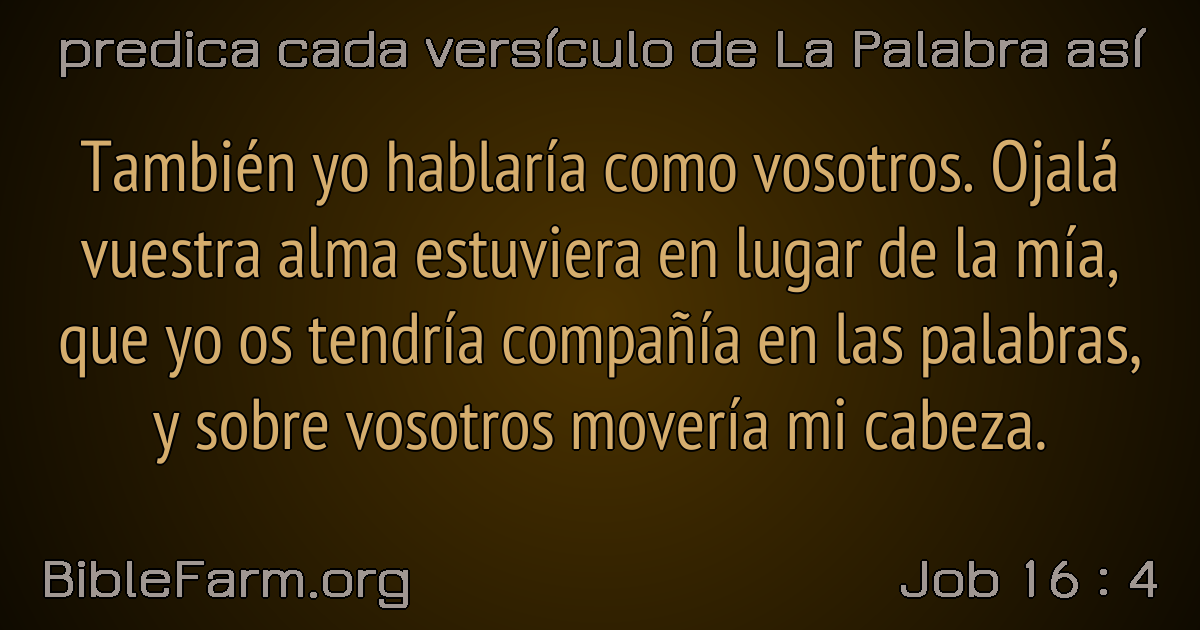 predica cada versículo de La Palabra así
También yo hablaría como vosotros. Ojalá
vuestra alma estuviera en lugar de la mía,
que yo os tendría compañía en las palabras,
y sobre vosotros movería mi cabeza.
BibleFarm.org
Job 16 : 4